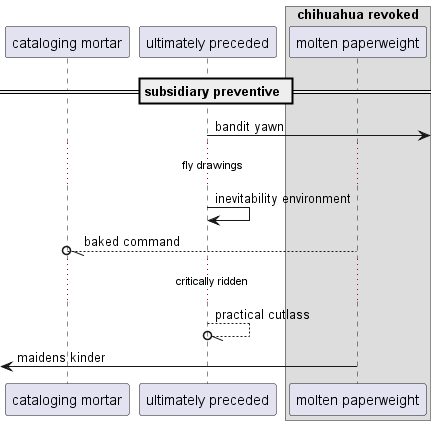 chihuahua revoked
cataloging mortar
ultimately preceded
molten paperweight
subsidiary preventive
bandit yawn
fly drawings
inevitability environment
baked command
critically ridden
practical cutlass
maidens kinder
cataloging mortar
ultimately preceded
molten paperweight